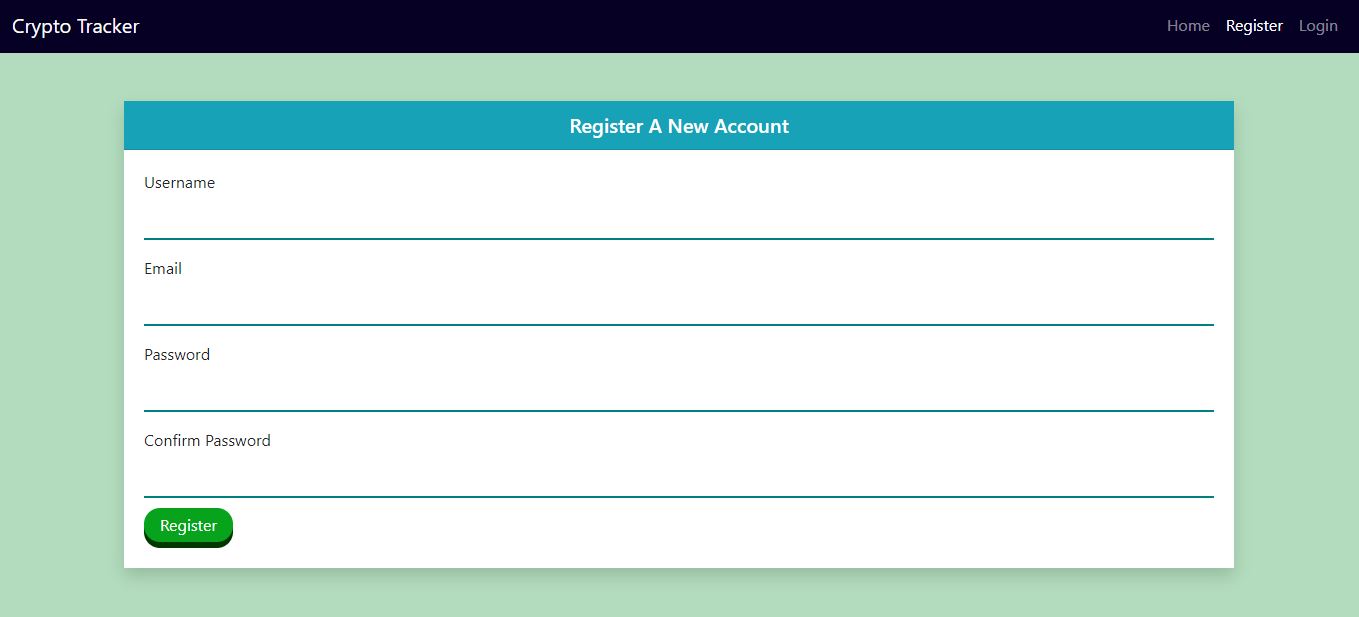 Crypto Tracker
Home Register Login
Register A New Account
Username
Email
Password
Confirm Password
Register